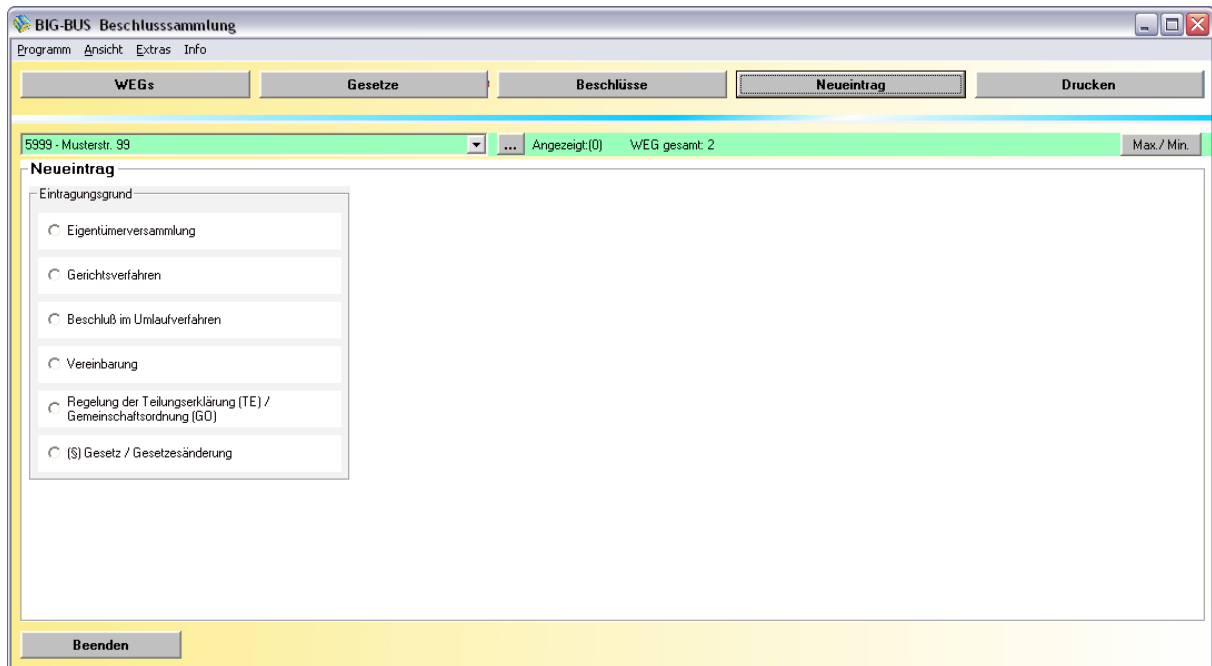 BIG-BUS Beschlusssammlung
Programm Ansicht Extras Info
WEGs Gesetze Beschlüsse Neueintrag Drucken
5999 - Musterstr. 99 ... Angezeigt:(0) WEG gesamt: 2 Max./ Min.
Neueintrag
Eintragungsgrund
Eigentümerversammlung
Gerichtsverfahren
Beschluß im Umlaufverfahren
Vereinbarung
Regelung der Teilungserklärung (TE) /
Gemeinschaftsordnung (GO)
(§) Gesetz / Gesetzesänderung
Beenden